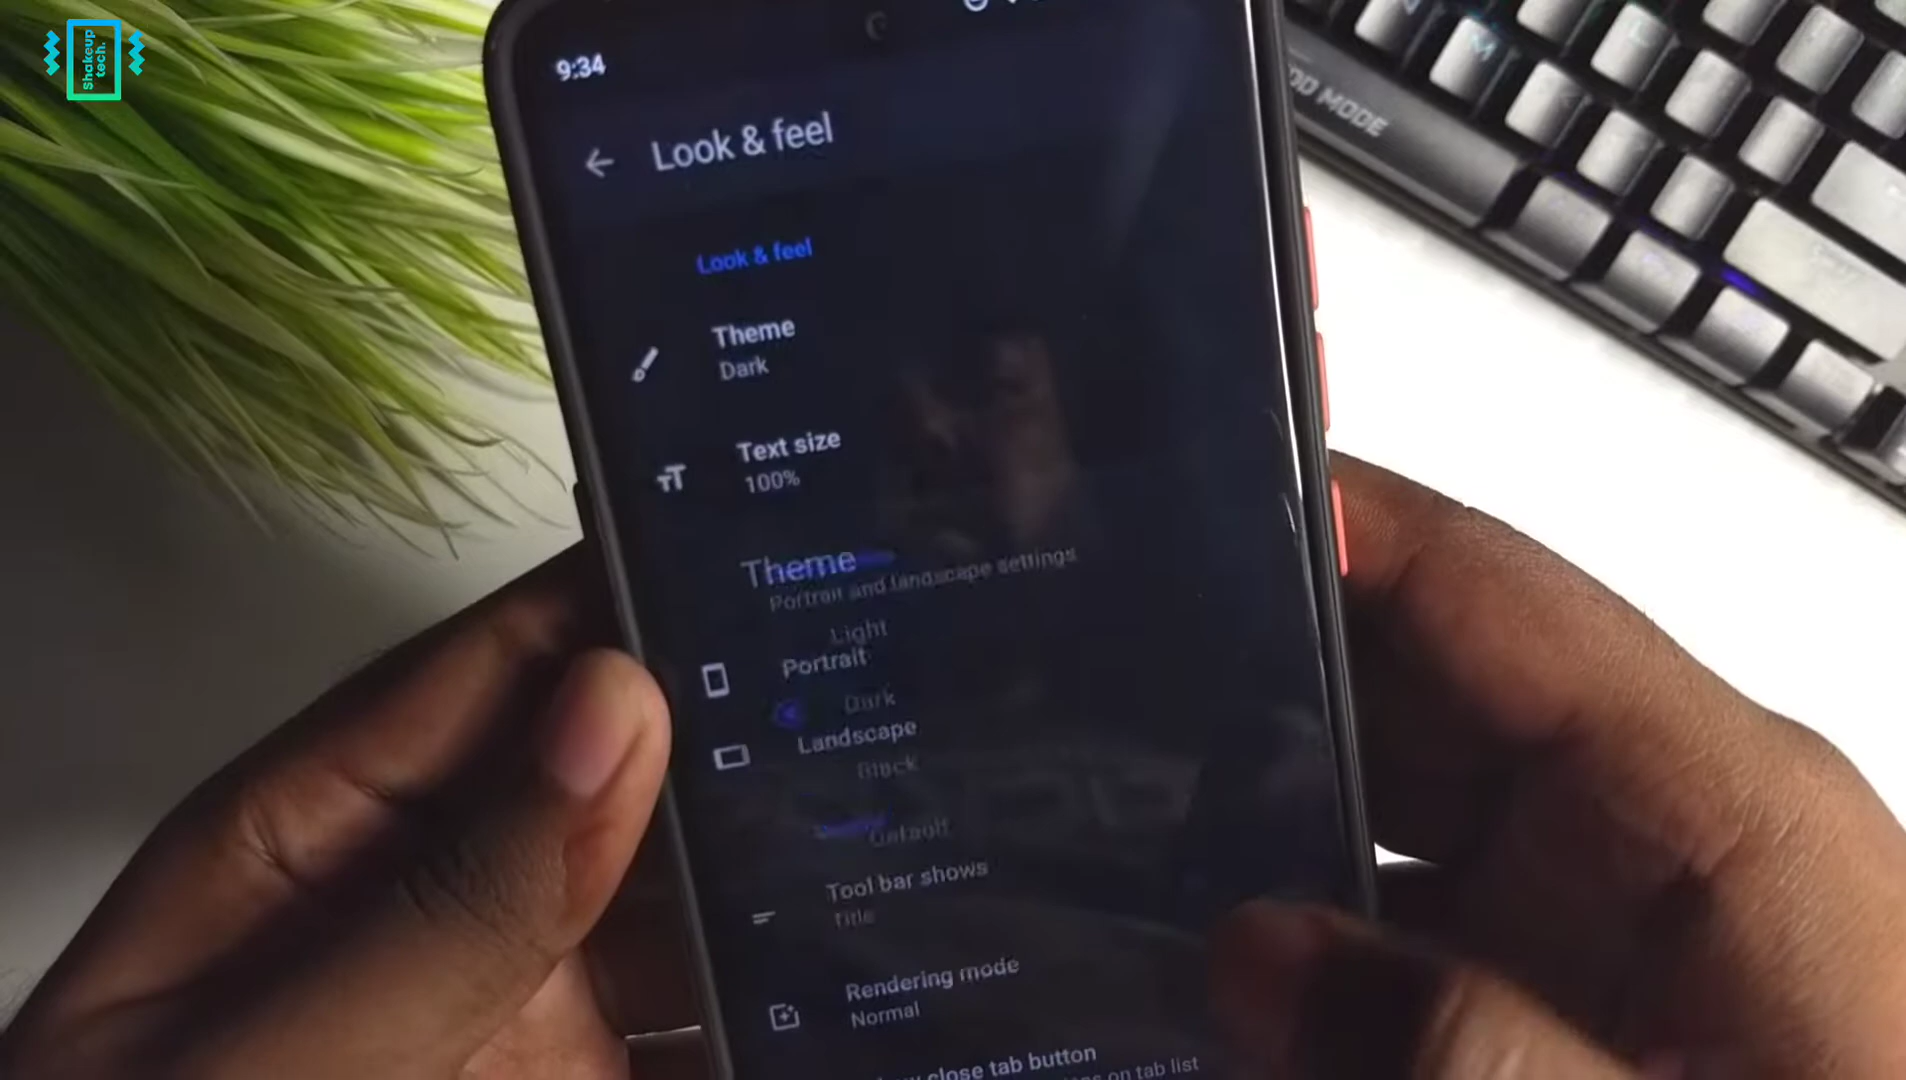 Shakeup
tech.
9:34
Look & feel
Look & feel
Theme
Dark
Text size
100%
Theme
Portrait and landscape settings
Light
Portrait
Dark
Landscape
Black
Default
Tool bar shows
Title
Rendering mode
Normal
close tab button
on tab list
MODE